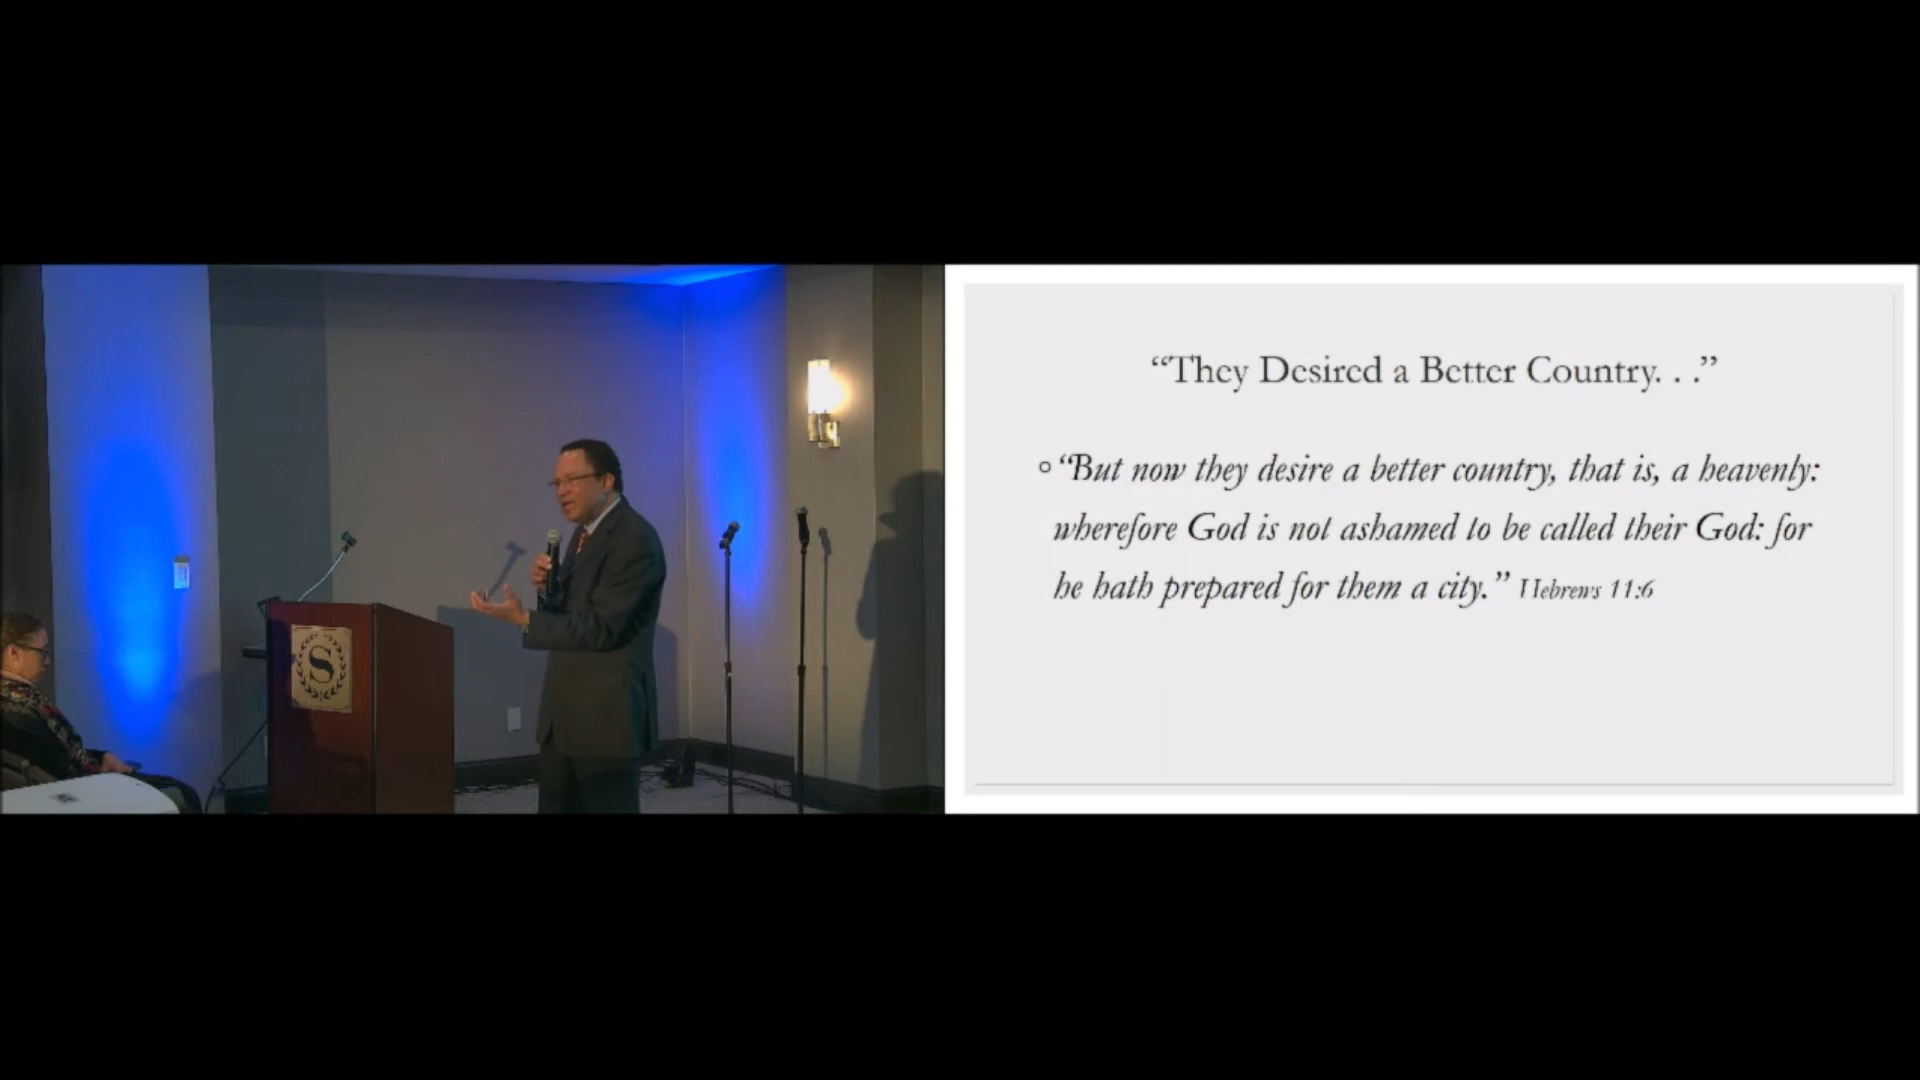 S
“They Desired a Better Country. . .”
“But now they desire a better country, that is, a heavenly:
wherefore God is not ashamed to be called their God: for
he hath prepared for them a city.” Hebrews 11:6